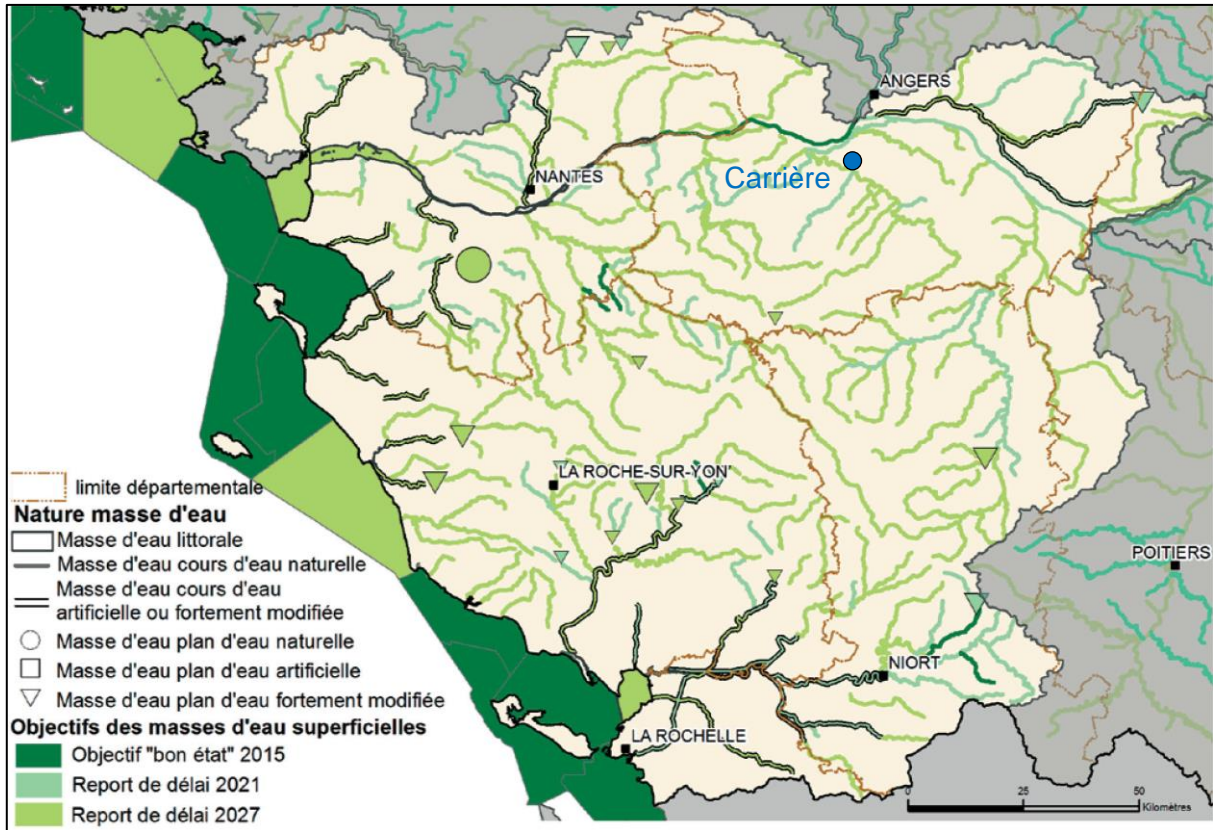 ANGERS
Carrière
NANTES
LA ROCHE-SUR-YON
POITIERS
NIORT
LA ROCHELLE
limite départementale
Nature masse d'eau
Masse d'eau littorale
Masse d'eau cours d'eau naturelle
Masse d'eau cours d'eau
artificielle ou fortement modifiée
Masse d'eau plan d'eau naturelle
Masse d'eau plan d'eau artificielle
Masse d'eau plan d'eau fortement modifiée
Objectifs des masses d'eau superficielles
Objectif "bon état" 2015
Report de délai 2021
Report de délai 2027
0 25 50
Kilomètres